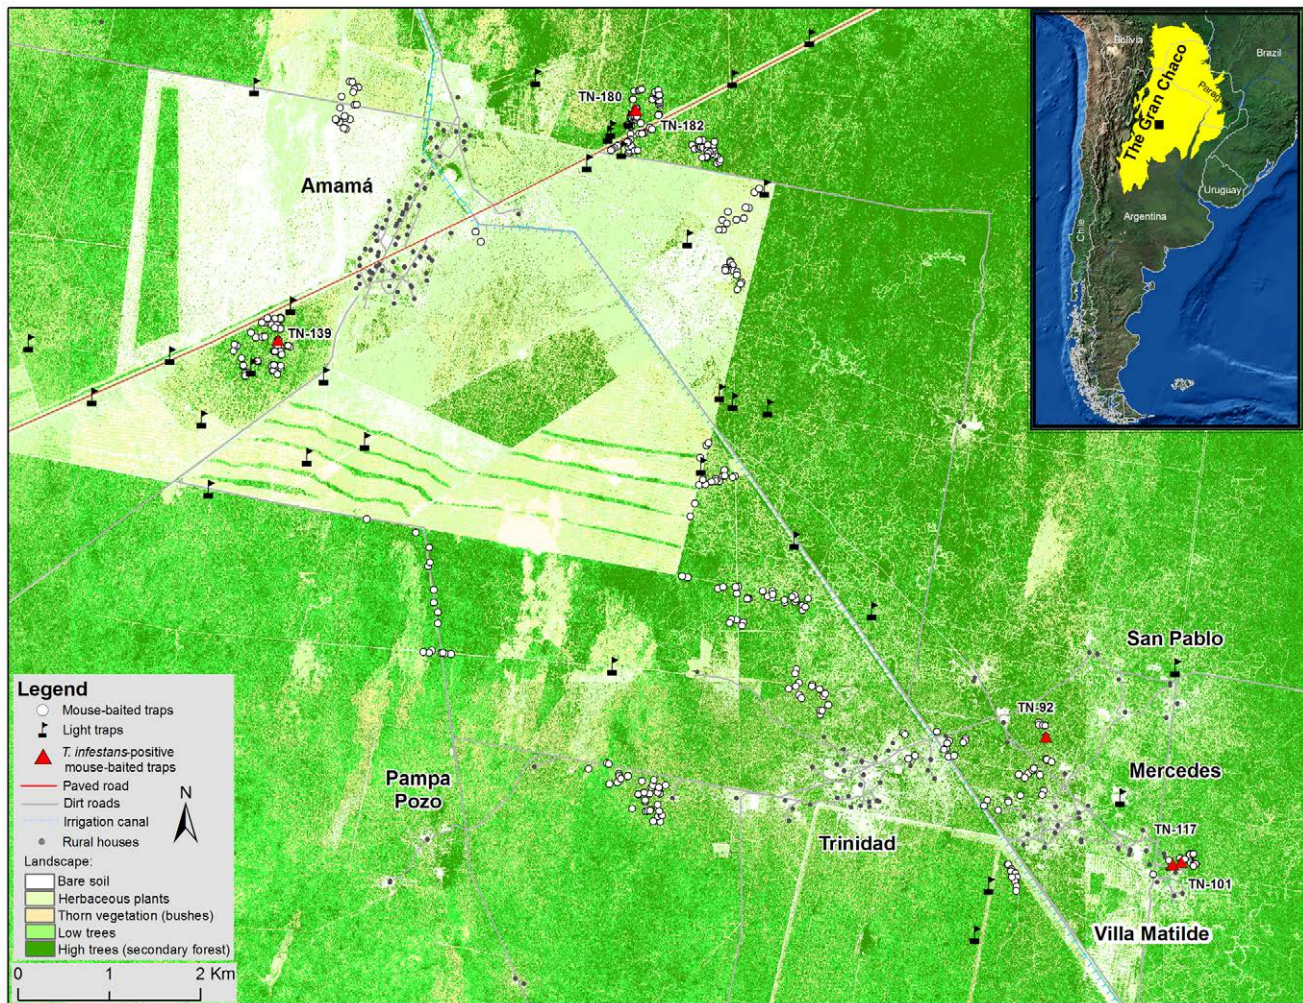 Bolivia
Brazil
Parag
The Gran Chaco
Uruguay
Argentina
Chile
TN-180
TN-182
Amamá
TN-139
San Pablo
TN-92
Mercedes
Pampa
Pozo
Trinidad
TN-117
TN-101
Villa Matilde
Legend
Mouse-baited traps
Light traps
T. infestans-positive
mouse-baited traps
Paved road
Dirt roads
Irrigation canal
Rural houses
N
Landscape:
Bare soil
Herbaceous plants
Thorn vegetation (bushes)
Low trees
High trees (secondary forest)
0 1 2 Km